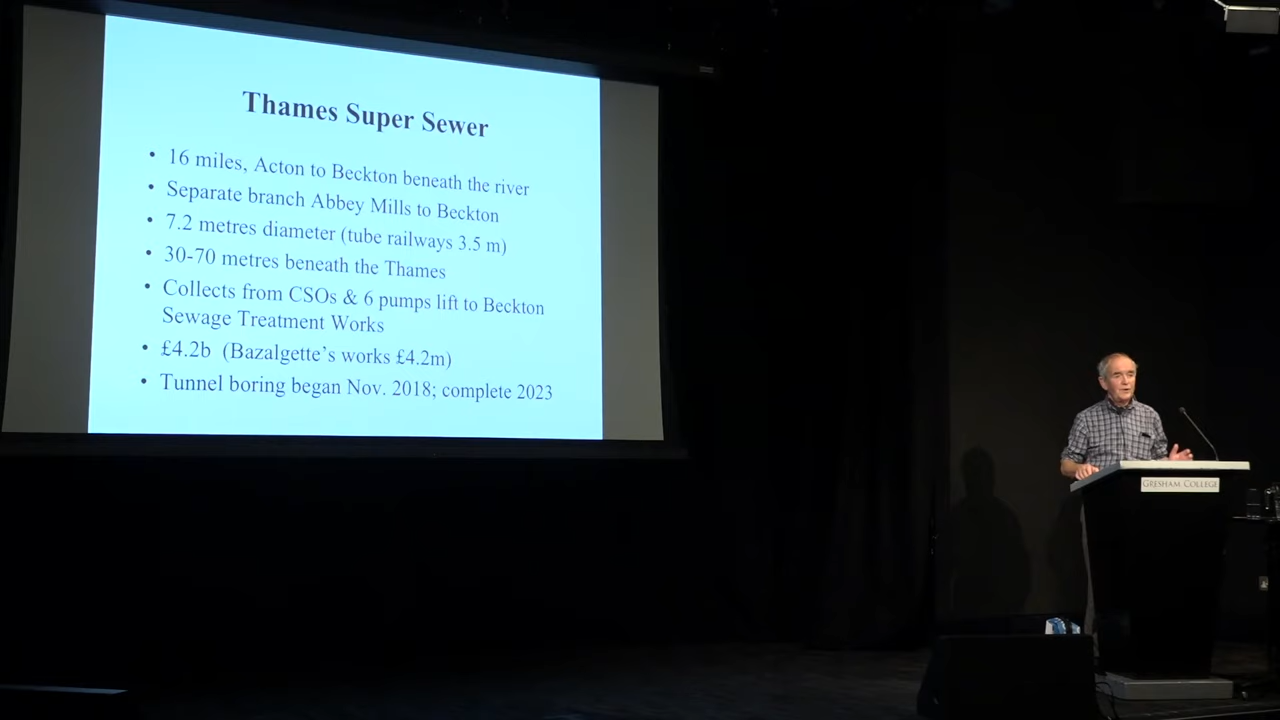 Thames Super Sewer
• 16 miles, Acton to Beckton beneath the river
• Separate branch Abbey Mills to Beckton
• 7.2 metres diameter (tube railways 3.5 m)
• 30-70 metres beneath the Thames
• Collects from CSOs & 6 pumps lift to Beckton
Sewage Treatment Works
• £4.2b (Bazalgette's works £4.2m)
• Tunnel boring began Nov. 2018; complete 2023
GRESHAM COLLEGE